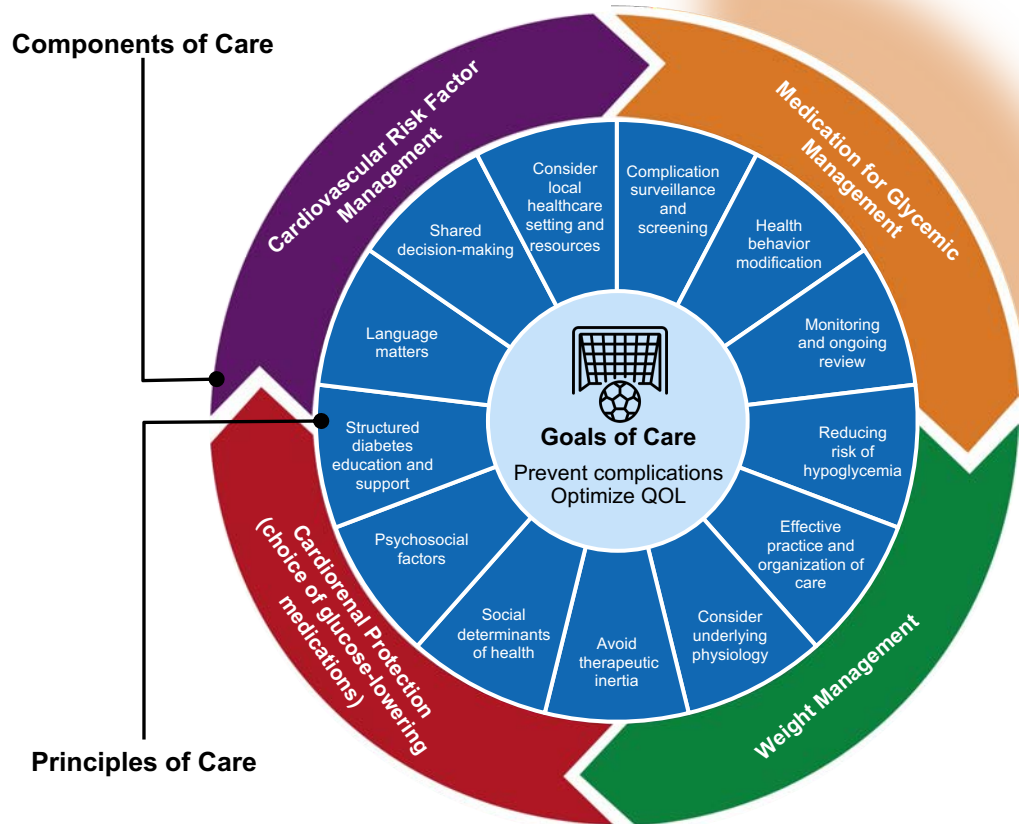 Components of Care
Cardiovascular Risk Factor
Management
Medication for Glycemic
Management
Weight Management
Cardiorenal Protection
(choice of glucose-lowering
medications)
Consider
local
healthcare
setting and
resources
Complication
surveillance
and
screening
Health
behavior
modification
Monitoring
and ongoing
review
Reducing
risk of
hypoglycemia
Effective
practice and
organization of
care
Consider
underlying
physiology
Avoid
therapeutic
inertia
Social
determinants
of health
Psychosocial
factors
Structured
diabetes
education and
support
Language
matters
Shared
decision-making
Goals of Care
Prevent complications
Optimize QOL
Principles of Care